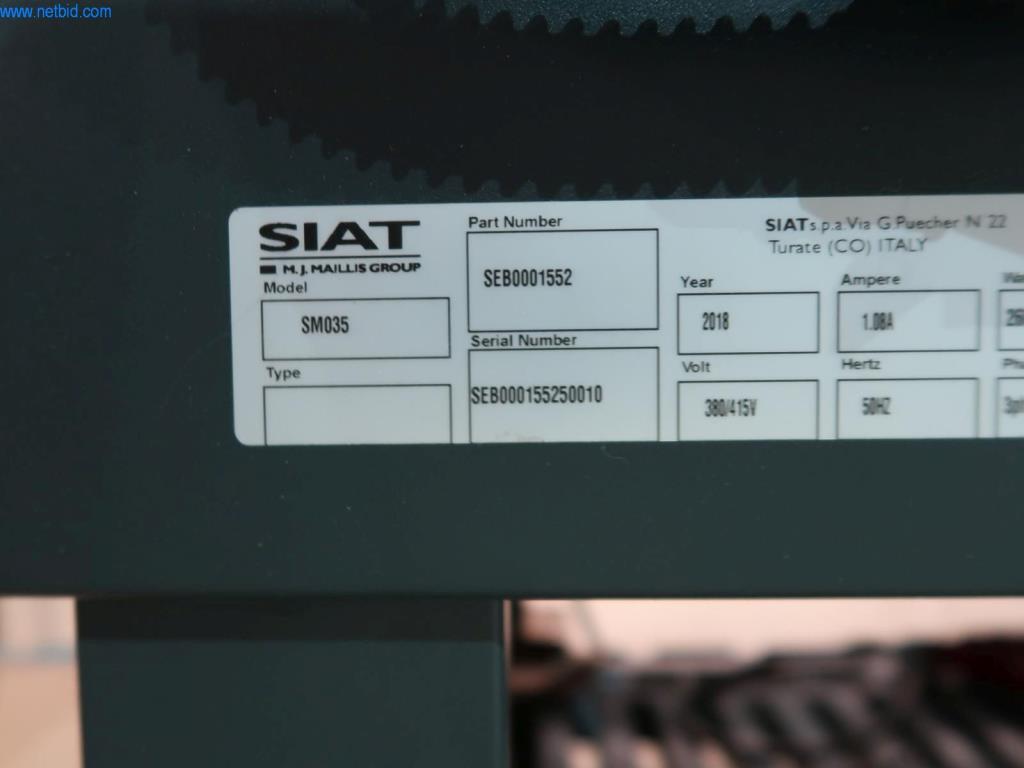 www.netbid.com
SIAT
M.J. MAILLIS GROUP
Model
SM035
Type
Part Number
SEB0001552
Serial Number
SEB000155250010
SIAT s.p.a. Via G.Puecher N 22
Turate (CO) ITALY
Year
2018
Ampere
1.08A
Volt
380/415V
Hertz
50HZ